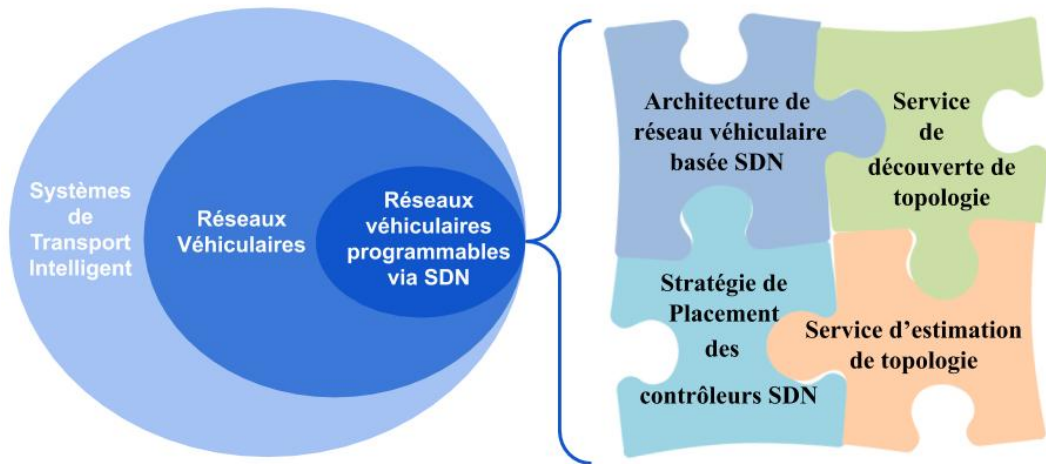 Systèmes
de
Transport
Intelligent
Réseaux
Véhiculaires
Réseaux
véhiculaires
programmables
via SDN
Architecture de
réseau véhiculaire
basée SDN
Service
de
découverte de
topologie
Stratégie de
Placement
des
contrôleurs SDN
Service d’estimation
de topologie